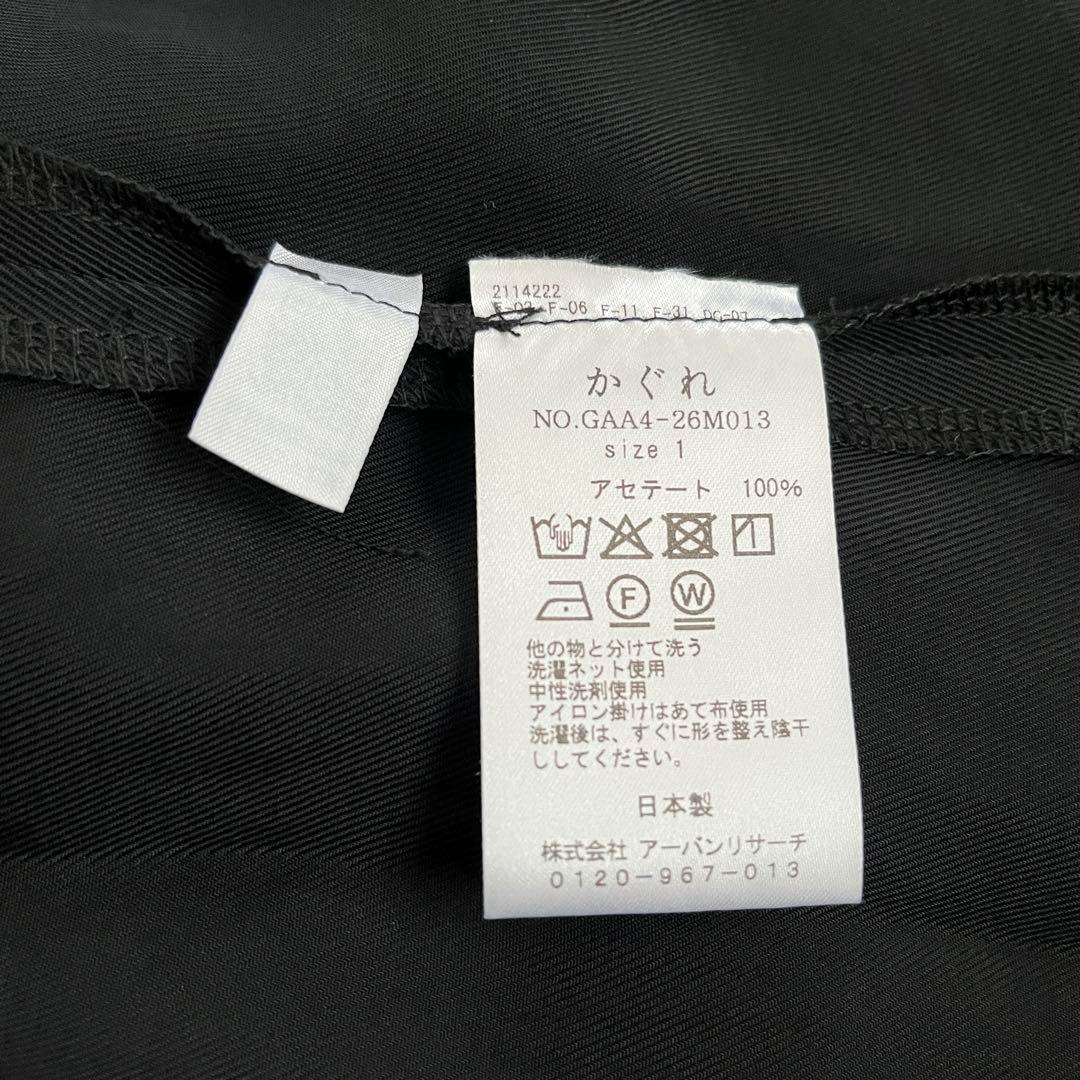 2114222
F-06 F-11 F-31
かぐれ
NO.GAA4-26M013
size 1
アセテート 100%
F W
他の物と分けて洗う
洗濯ネット使用
中性洗剤使用
アイロン掛けはあて布使用
洗濯後は、すぐに形を整え陰干
ししてください。
日本製
株式会社 アーバンリサーチ
0120-967-013